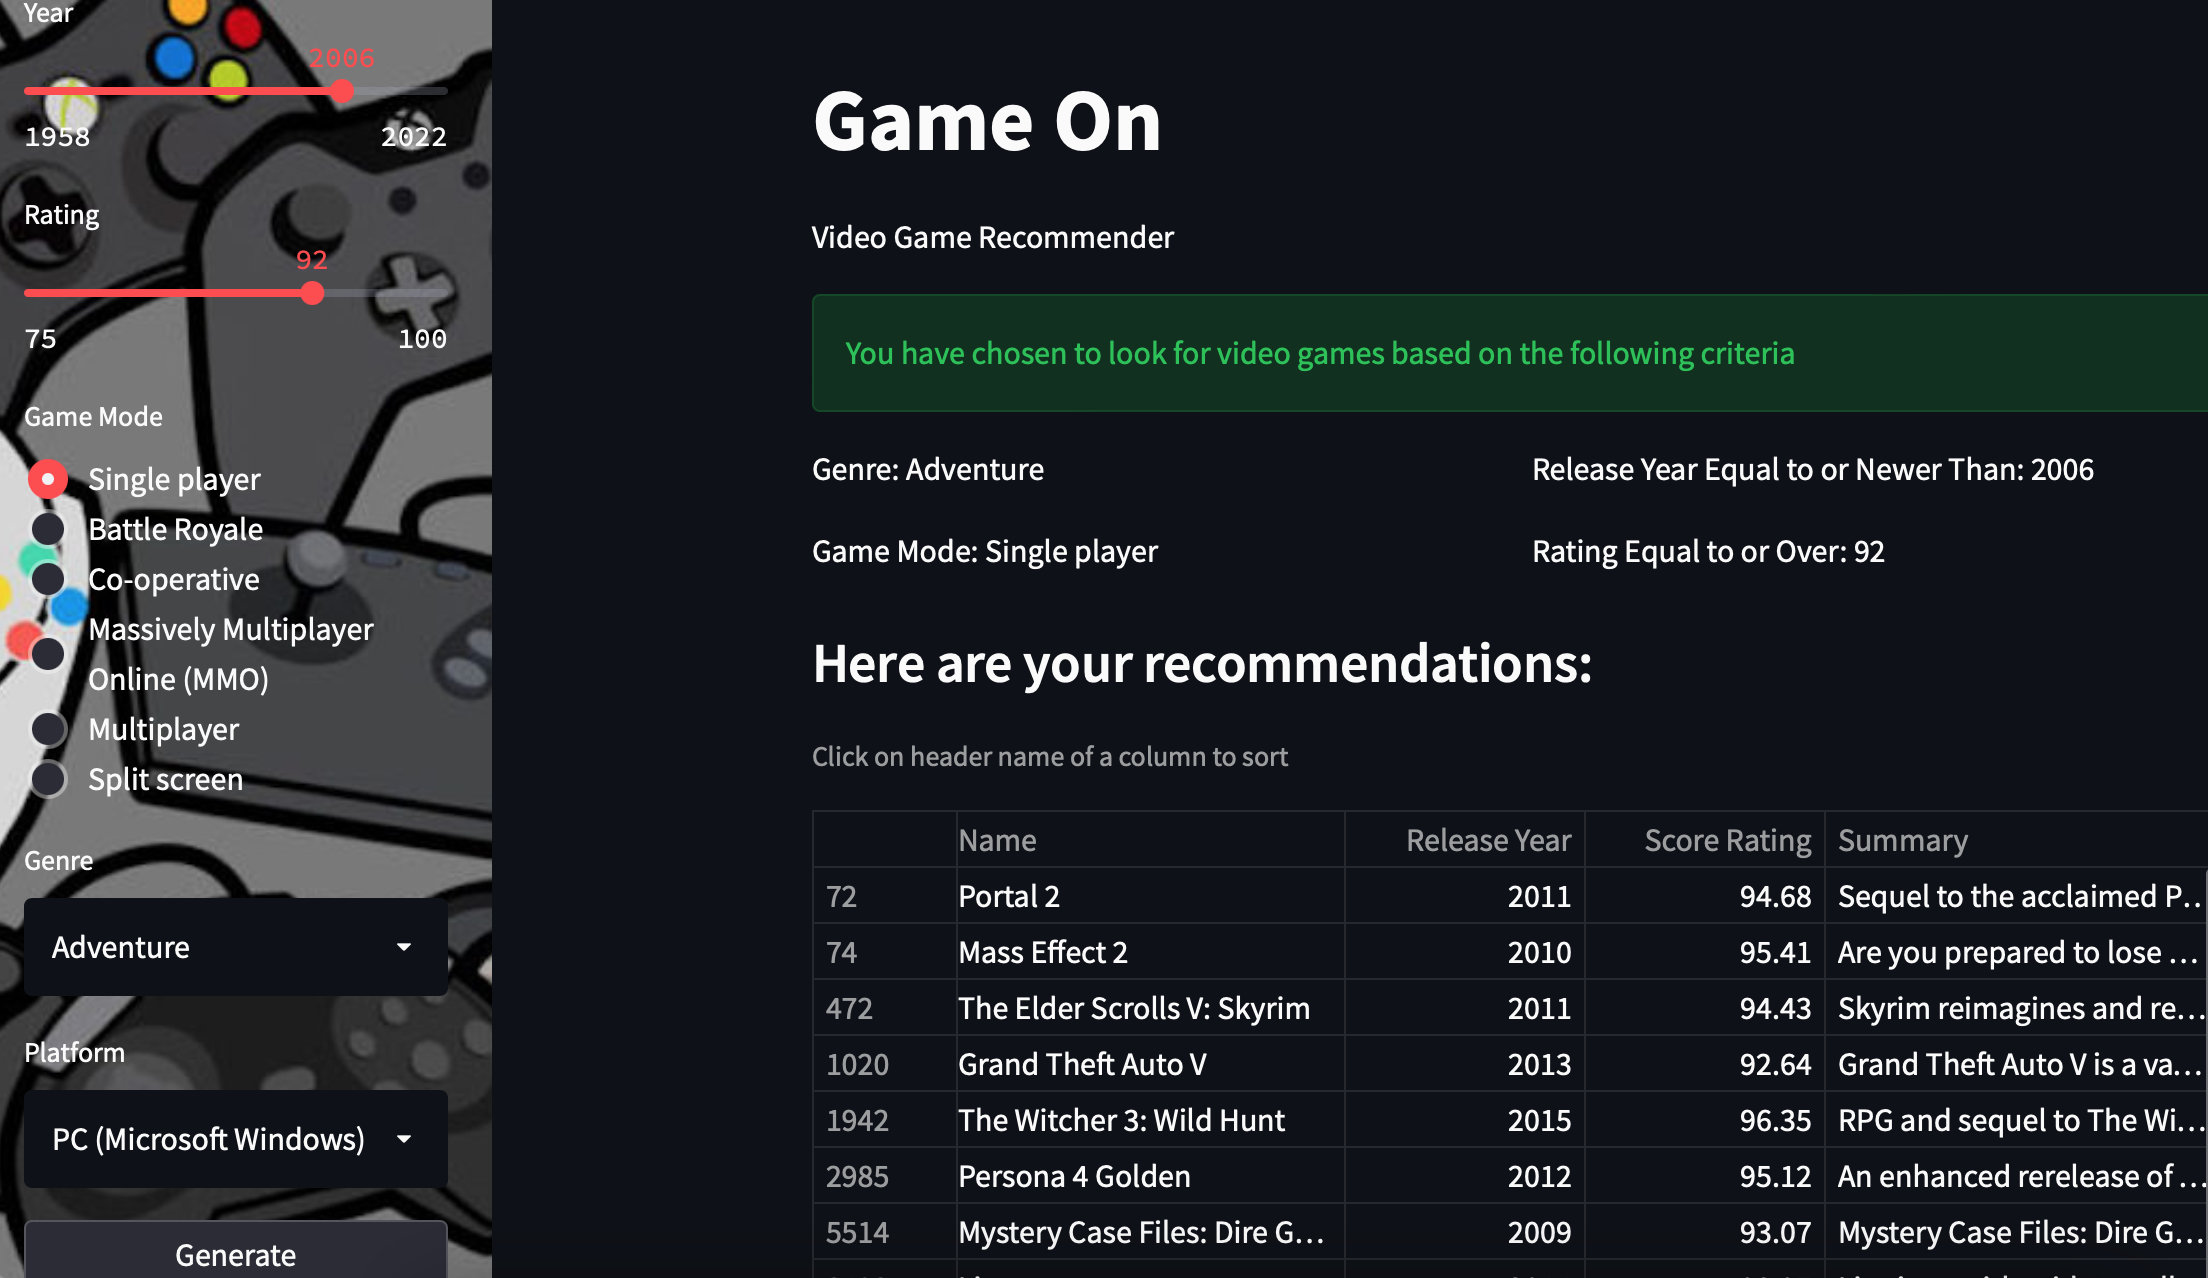 Year
2006
1958 2022
Rating
92
75 100
Game Mode
Single player
Battle Royale
Co-operative
Massively Multiplayer
Online (MMO)
Multiplayer
Split screen
Genre
Adventure
Platform
PC (Microsoft Windows)
Generate
Game On
Video Game Recommender
You have chosen to look for video games based on the following criteria
Genre: Adventure Release Year Equal to or Newer Than: 2006
Game Mode: Single player Rating Equal to or Over: 92
Here are your recommendations:
Click on header name of a column to sort
Name Release Year Score Rating Summary
72 Portal 2 2011 94.68 Sequel to the acclaimed P…
74 Mass Effect 2 2010 95.41 Are you prepared to lose …
472 The Elder Scrolls V: Skyrim 2011 94.43 Skyrim reimagines and re…
1020 Grand Theft Auto V 2013 92.64 Grand Theft Auto V is a va…
1942 The Witcher 3: Wild Hunt 2015 96.35 RPG and sequel to The Wi…
2985 Persona 4 Golden 2012 95.12 An enhanced rerelease of …
5514 Mystery Case Files: Dire G… 2009 93.07 Mystery Case Files: Dire G…